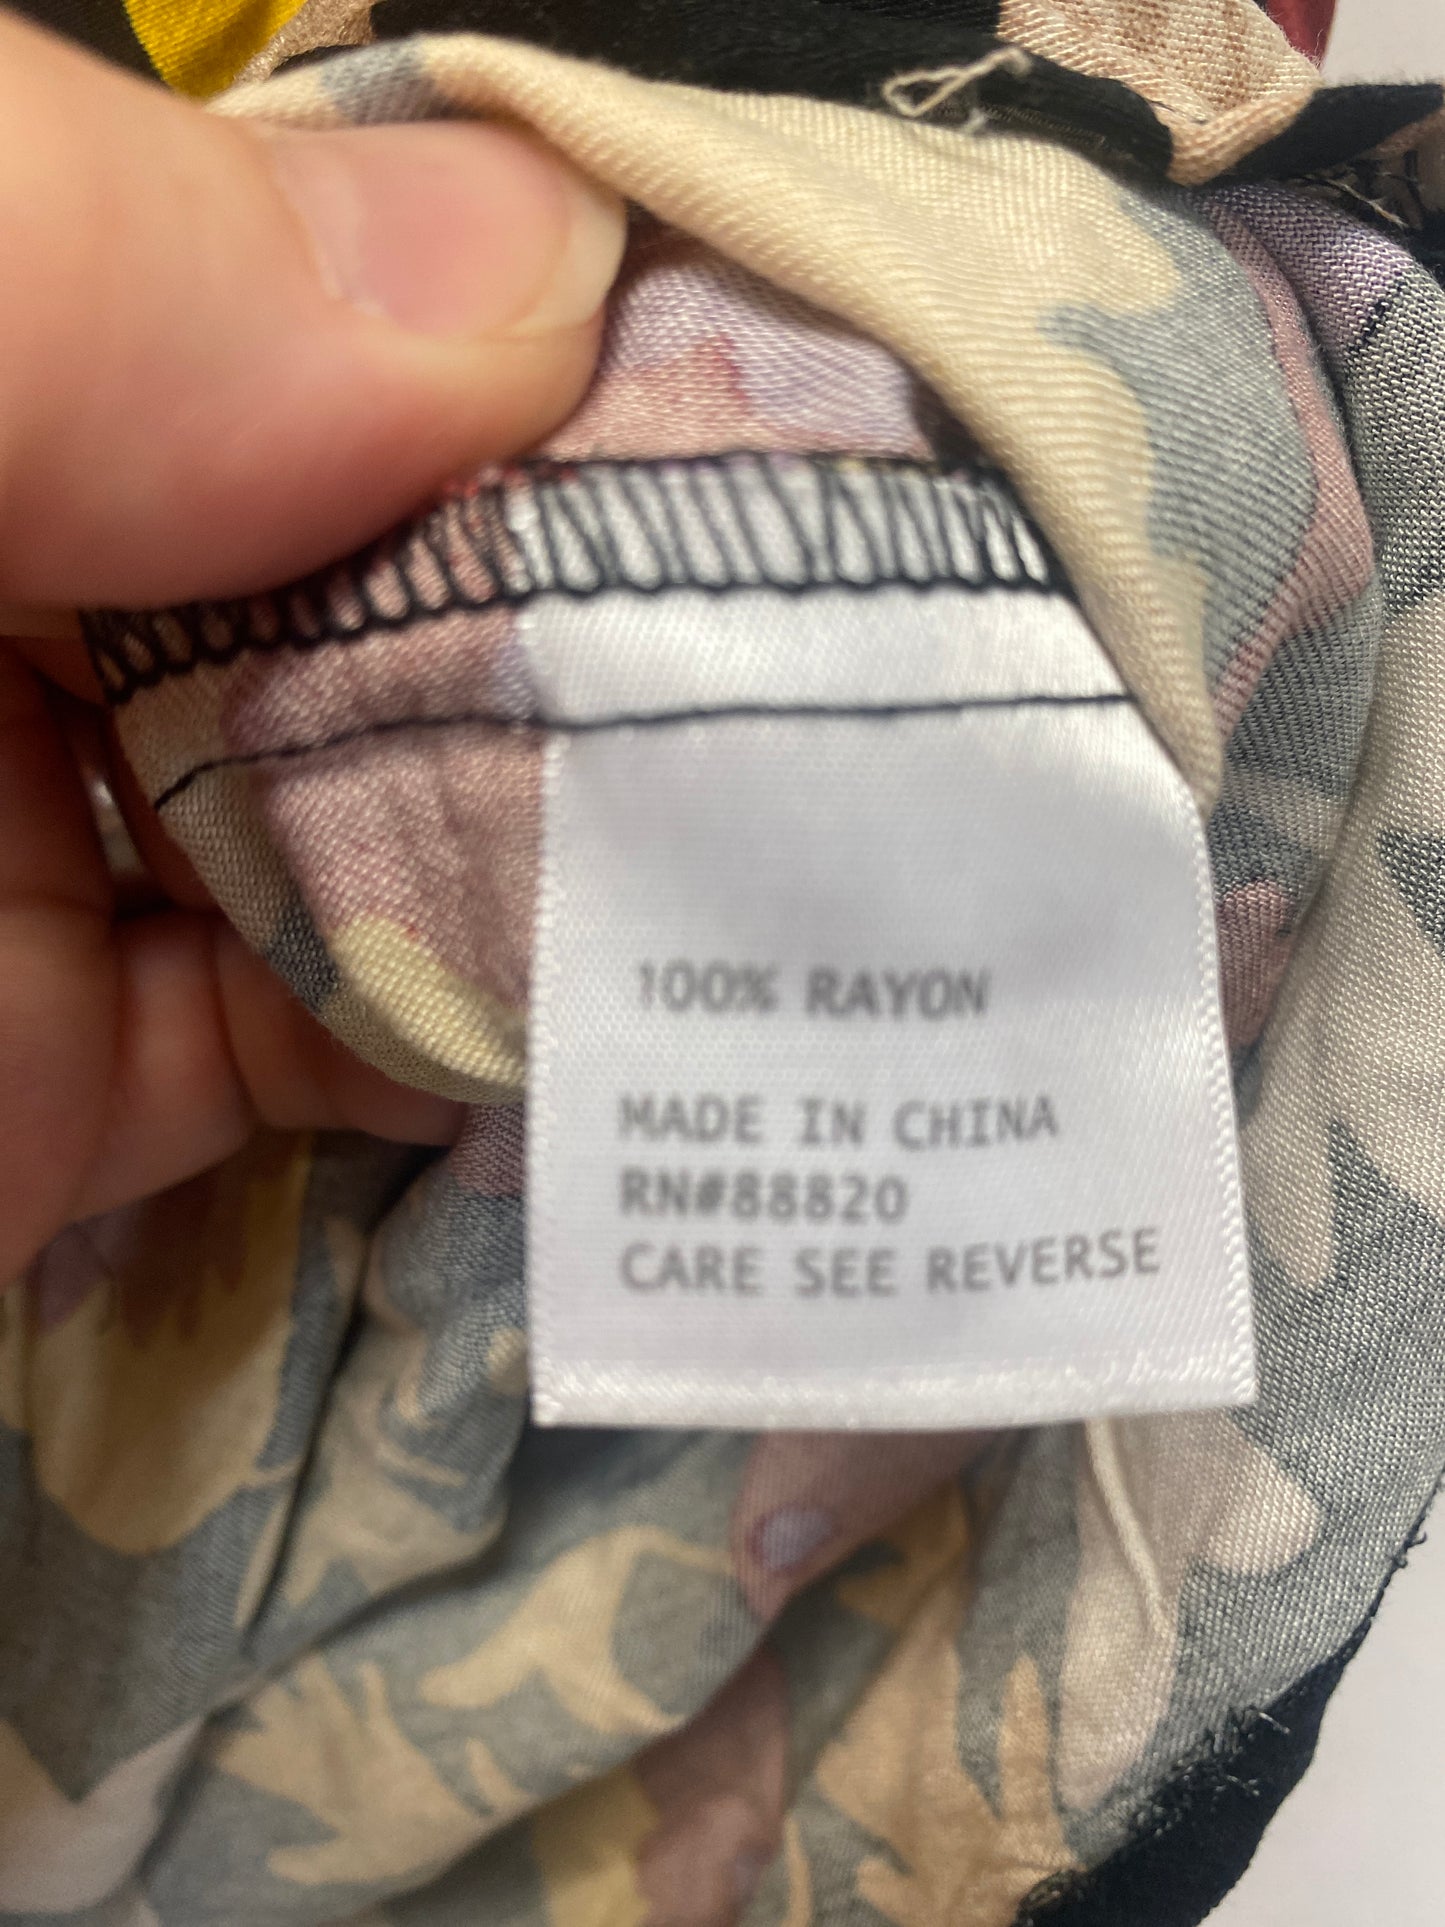 100% RAYON
MADE IN CHINA
RN#88820
CARE SEE REVERSE